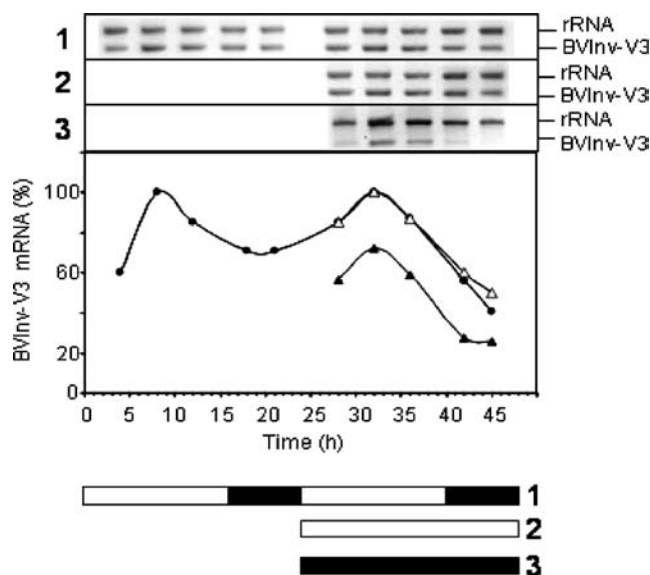 1
rRNA
BVInv-V3
2
rRNA
BVInv-V3
3
rRNA
BVInv-V3
BVInv-V3 mRNA (%)
100
60
20
0
0 5 10 15 20 25 30 35 40 45
Time (h)
1
2
3